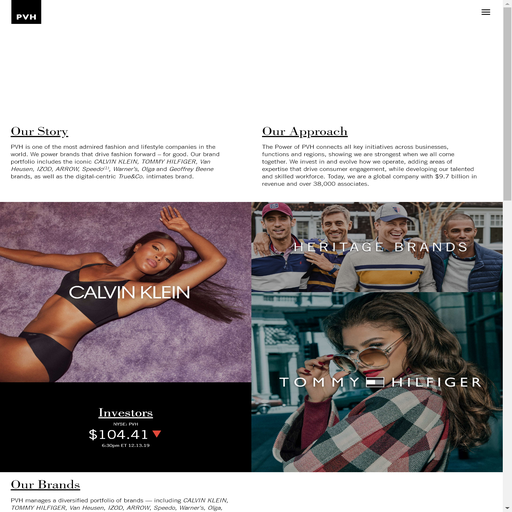 PVH
Our Story
PVH is one of the most admired fashion and lifestyle companies in the
world. We power brands that drive fashion forward – for good. Our brand
portfolio includes the iconic CALVIN KLEIN, TOMMY HILFIGER, Van
Heusen, IZOD, ARROW, Speedo(1), Warner's, Olga and Geoffrey Beene
brands, as well as the digital-centric True&Co. intimates brand.
Our Approach
The Power of PVH connects all key initiatives across businesses,
functions and regions, showing we are strongest when we all come
together. We invest in and evolve how we operate, adding areas of
expertise that drive consumer engagement, while developing our talented
and skilled workforce. Today, we are a global company with $9.7 billion in
revenue and over 38,000 associates.
CALVIN KLEIN
HERITAGE BRANDS
TOMMY HILFIGER
Investors
NYSE: PVH
$104.41
6:30pm ET 12.13.19
Our Brands
PVH manages a diversified portfolio of brands — including CALVIN KLEIN,
TOMMY HILFIGER, Van Heusen, IZOD, ARROW, Speedo, Warner's, Olga,